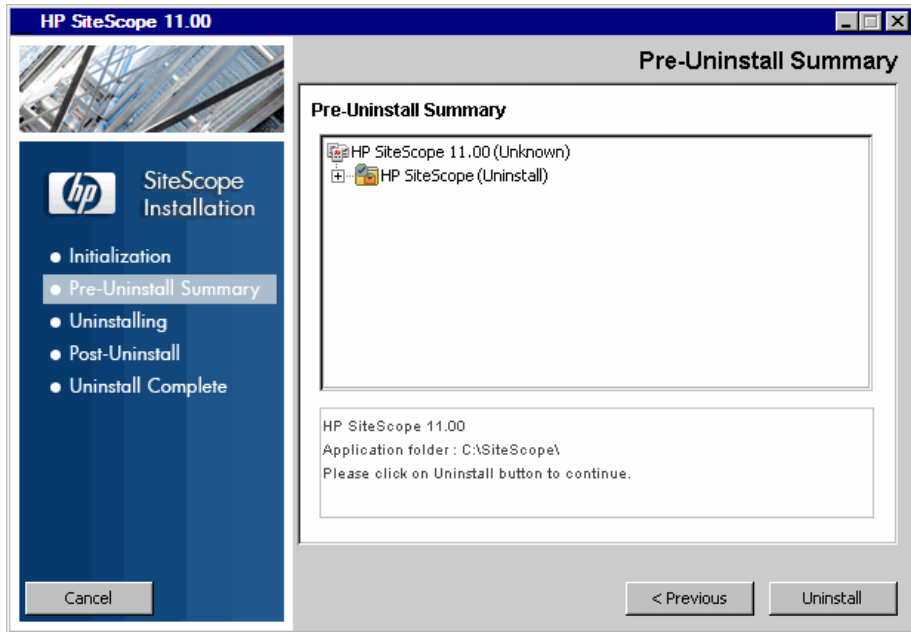 HP SiteScope 11.00
Pre-Uninstall Summary
hp
SiteScope
Installation
Initialization
Pre-Uninstall Summary
Uninstalling
Post-Uninstall
Uninstall Complete
Pre-Uninstall Summary
HP SiteScope 11.00 (Unknown)
HP SiteScope (Uninstall)
HP SiteScope 11.00
Application folder : C:\SiteScope\
Please click on Uninstall button to continue.
Cancel
< Previous
Uninstall